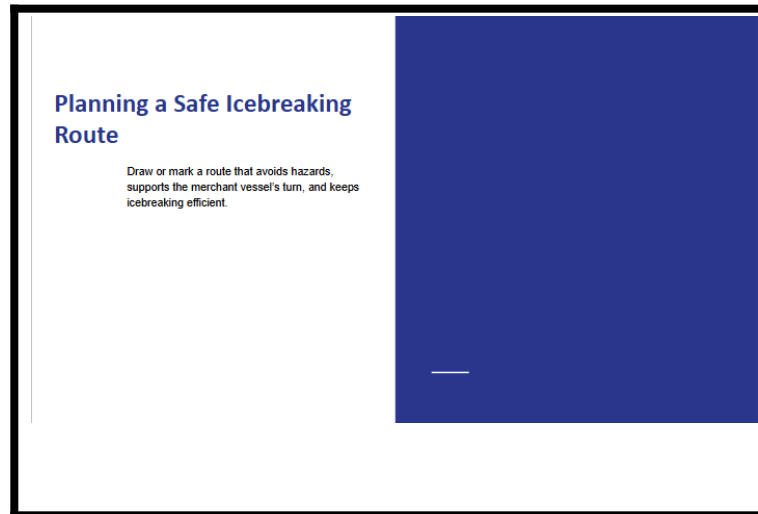 Planning a Safe Icebreaking
Route
Draw or mark a route that avoids hazards,
supports the merchant vessel's turn, and keeps
icebreaking efficient.